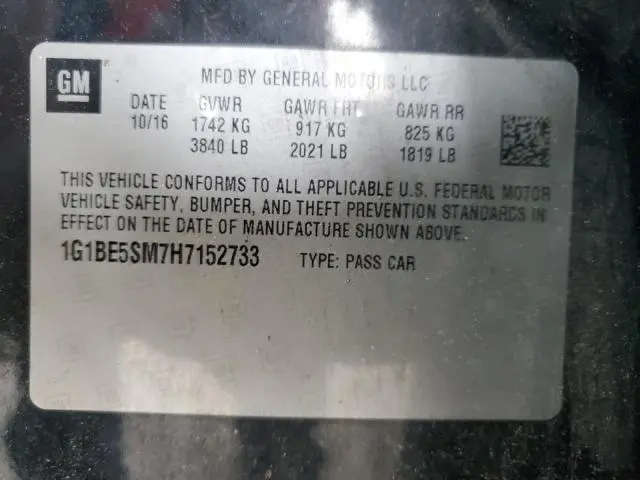 GM
MFD BY GENERAL MOTORS LLC
DATE GVWR GAWR FRT GAWR RR
10/16 1742 KG 917 KG 825 KG
3840 LB 2021 LB 1819 LB
THIS VEHICLE CONFORMS TO ALL APPLICABLE U.S. FEDERAL MOTOR
VEHICLE SAFETY, BUMPER, AND THEFT PREVENTION STANDARDS IN
EFFECT ON THE DATE OF MANUFACTURE SHOWN ABOVE.
1G1BE5SM7H7152733 TYPE: PASS CAR